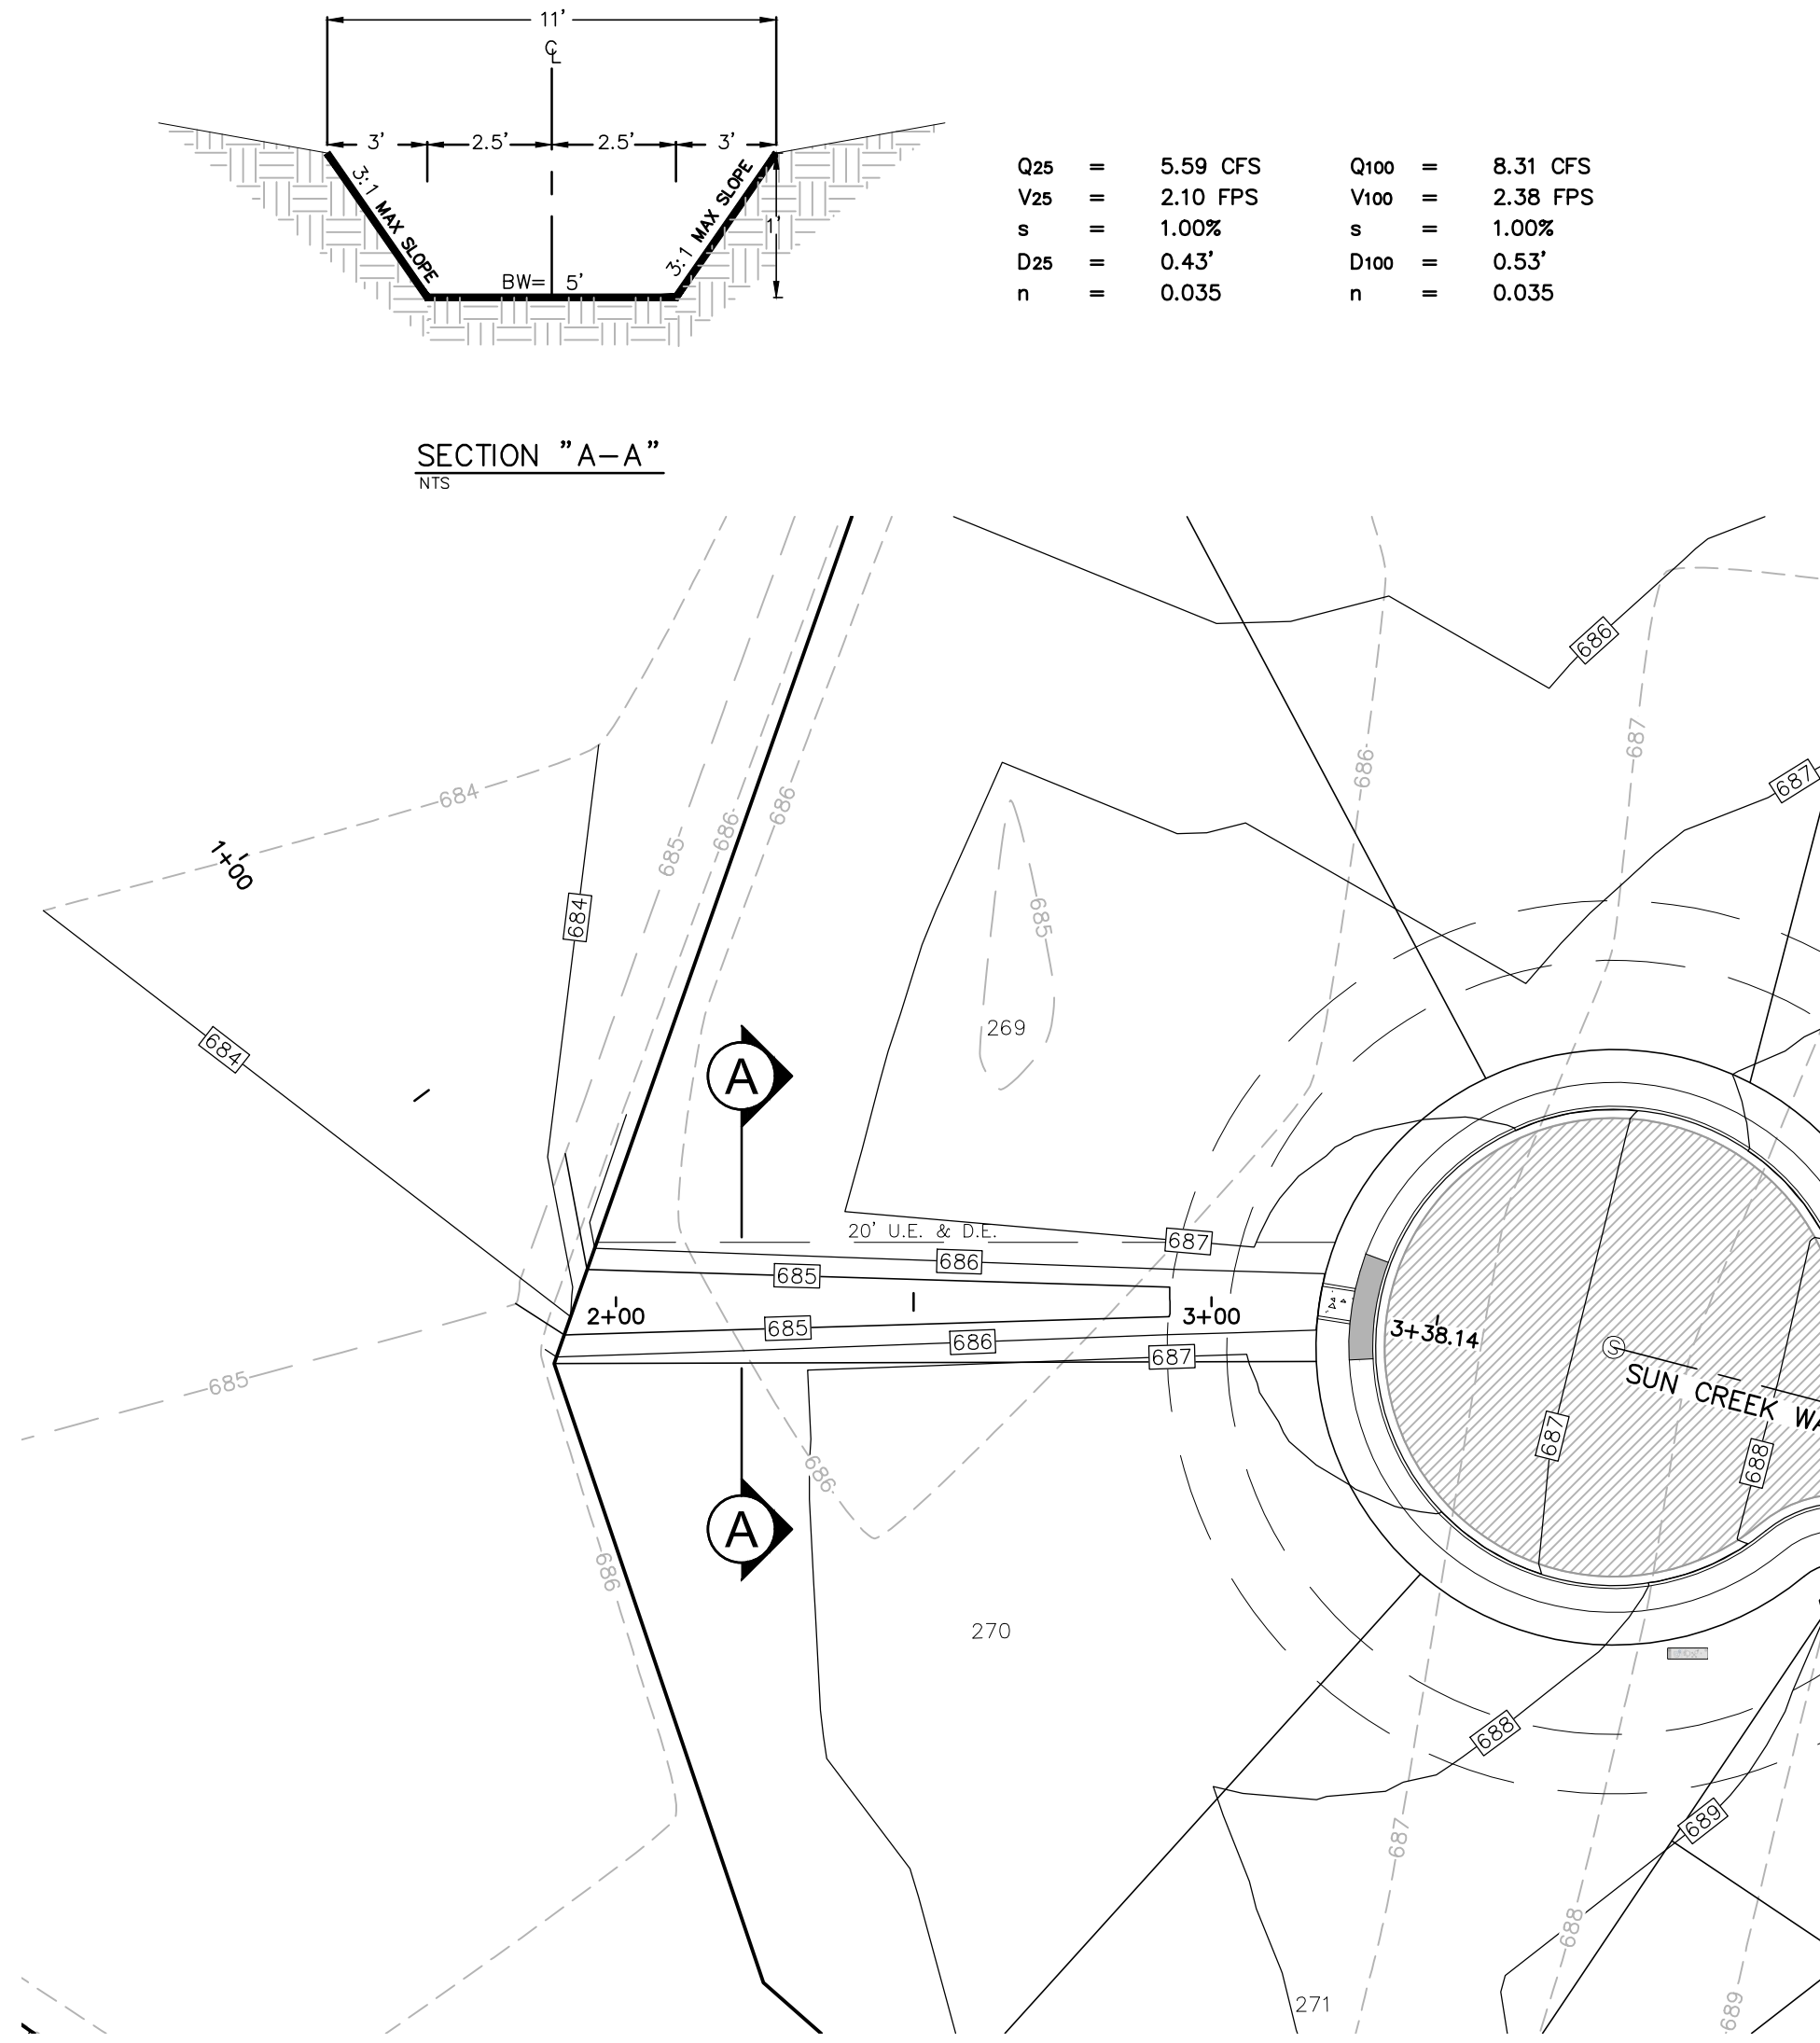 11'
CL
3' 2.5' 2.5' 3'
3:1 MAX SLOPE
3:1 MAX SLOPE
1'
BW= 5'
Q25 = 5.59 CFS Q100 = 8.31 CFS
V25 = 2.10 FPS V100 = 2.38 FPS
s = 1.00% s = 1.00%
D25 = 0.43' D100 = 0.53'
n = 0.035 n = 0.035
SECTION "A-A"
NTS
686
687
686
687
684
686
686
685
1+00
684
685
269
684
A
20' U.E. & D.E.
687
686
685
2+00
3+00
685
686
687
3+38.14
S
SUN CREEK WA
685
687
688
686
A
686
270
688
689
687
688
271
689